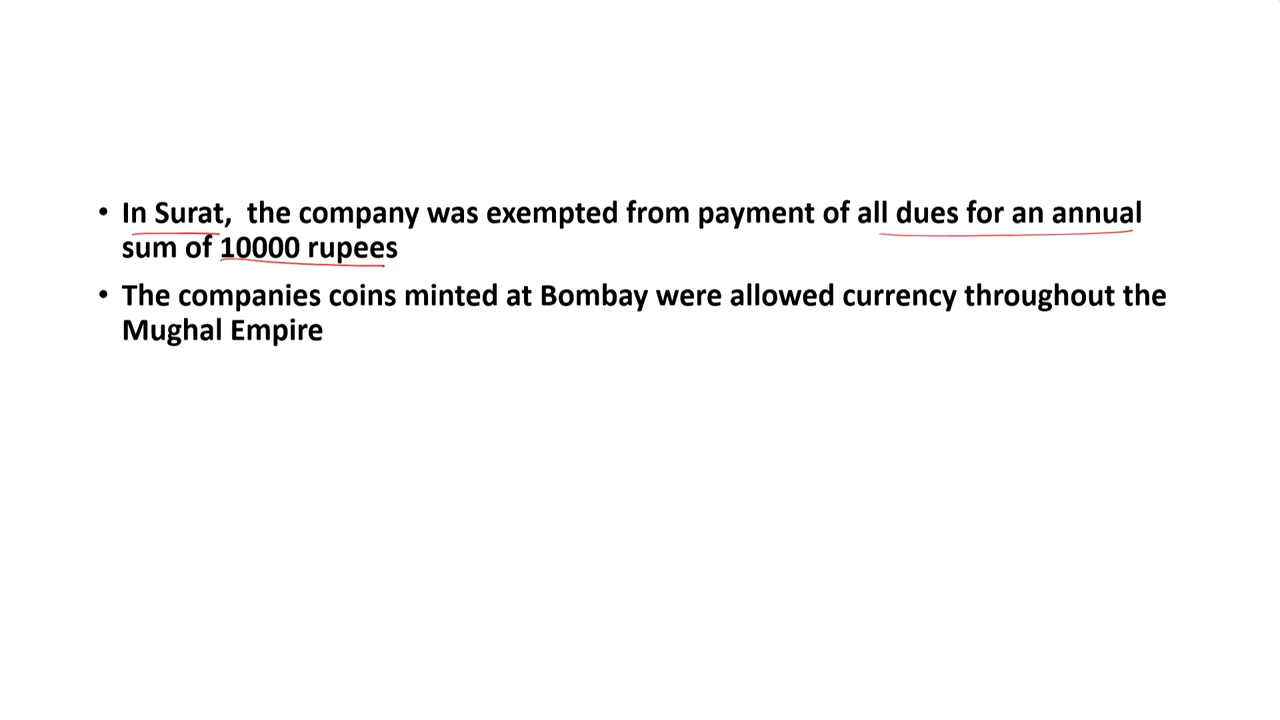 • In Surat,  the company was exempted from payment of all dues for an annual
sum of 10000 rupees
• The companies coins minted at Bombay were allowed currency throughout the
Mughal Empire